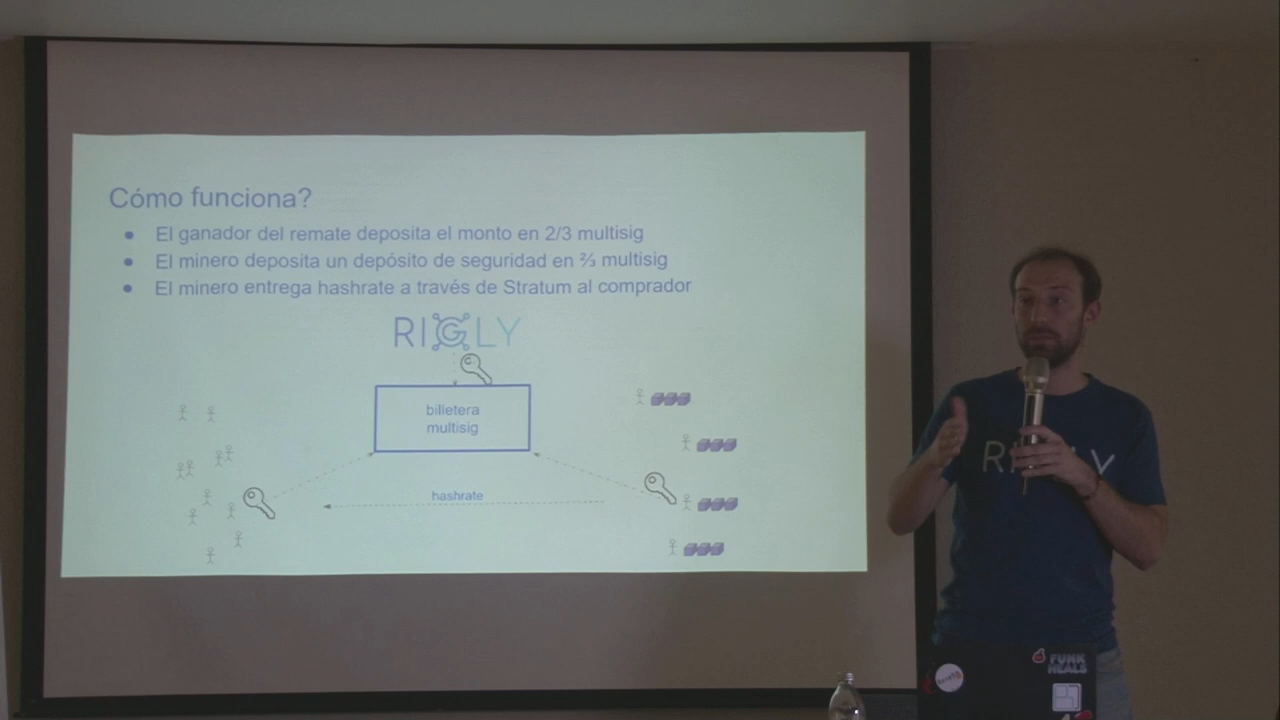 Cómo funciona?
● El ganador del remate deposita el monto en 2/3 multisig
● El minero deposita un depósito de seguridad en ⅔ multisig
● El minero entrega hashrate a través de Stratum al comprador
RIGLY
billetera
multisig
hashrate
FUNK
HEALS